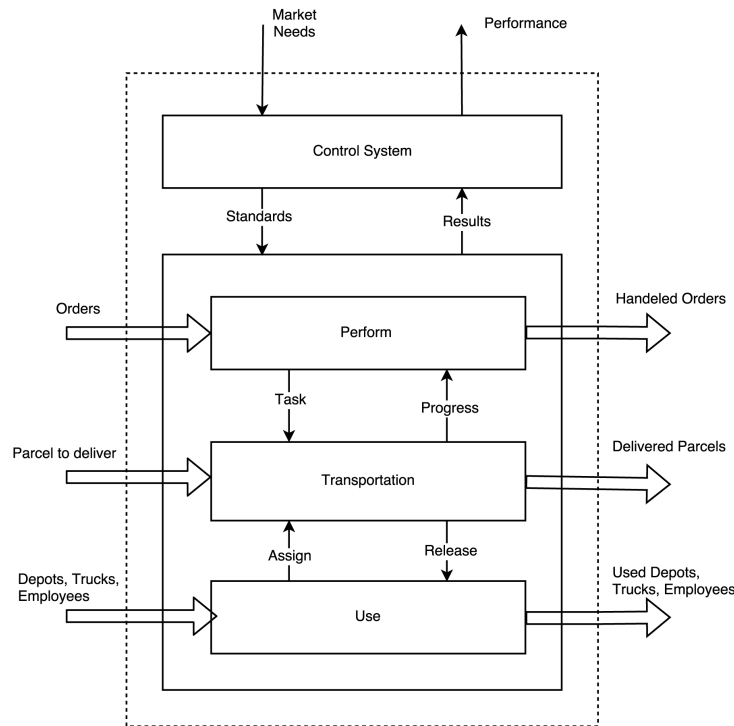 Market
Needs
Performance
Control System
Standards
Results
Orders
Handeled Orders
Perform
Task
Progress
Parcel to deliver
Delivered Parcels
Transportation
Assign
Release
Depots, Trucks,
Employees
Used Depots,
Trucks, Employees
Use